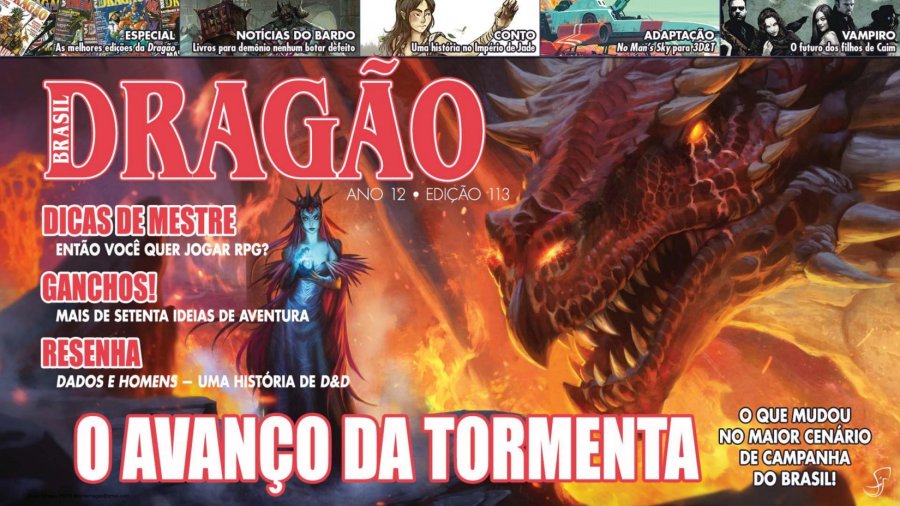 ESPECIAL
As melhores edições da Dragão
NOTÍCIAS DO BARDO
Livros para demônio nenhum botar defeito
CONTO
Uma história no Império de Jade
ADAPTAÇÃO
No Man's Sky para 3D&T
VAMPIRO
O futuro dos filhos de Caim
DRAGÃO
BRASIL
ANO 12 • EDIÇÃO 113
DICAS DE MESTRE
ENTÃO VOCÊ QUER JOGAR RPG?
GANCHOS!
MAIS DE SETENTA IDEIAS DE AVENTURA
RESENHA
DADOS E HOMENS – UMA HISTÓRIA DE D&D
O AVANÇO DA TORMENTA
O QUE MUDOU
NO MAIOR CENÁRIO
DE CAMPANHA
DO BRASIL!